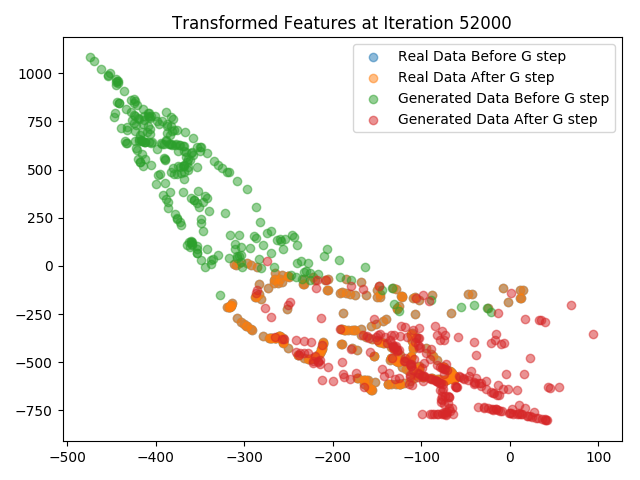 Transformed Features at Iteration 52000
Real Data Before G step
Real Data After G step
Generated Data Before G step
Generated Data After G step
1000
750
500
250
0
−250
−500
−750
−500 −400 −300 −200 −100 0 100